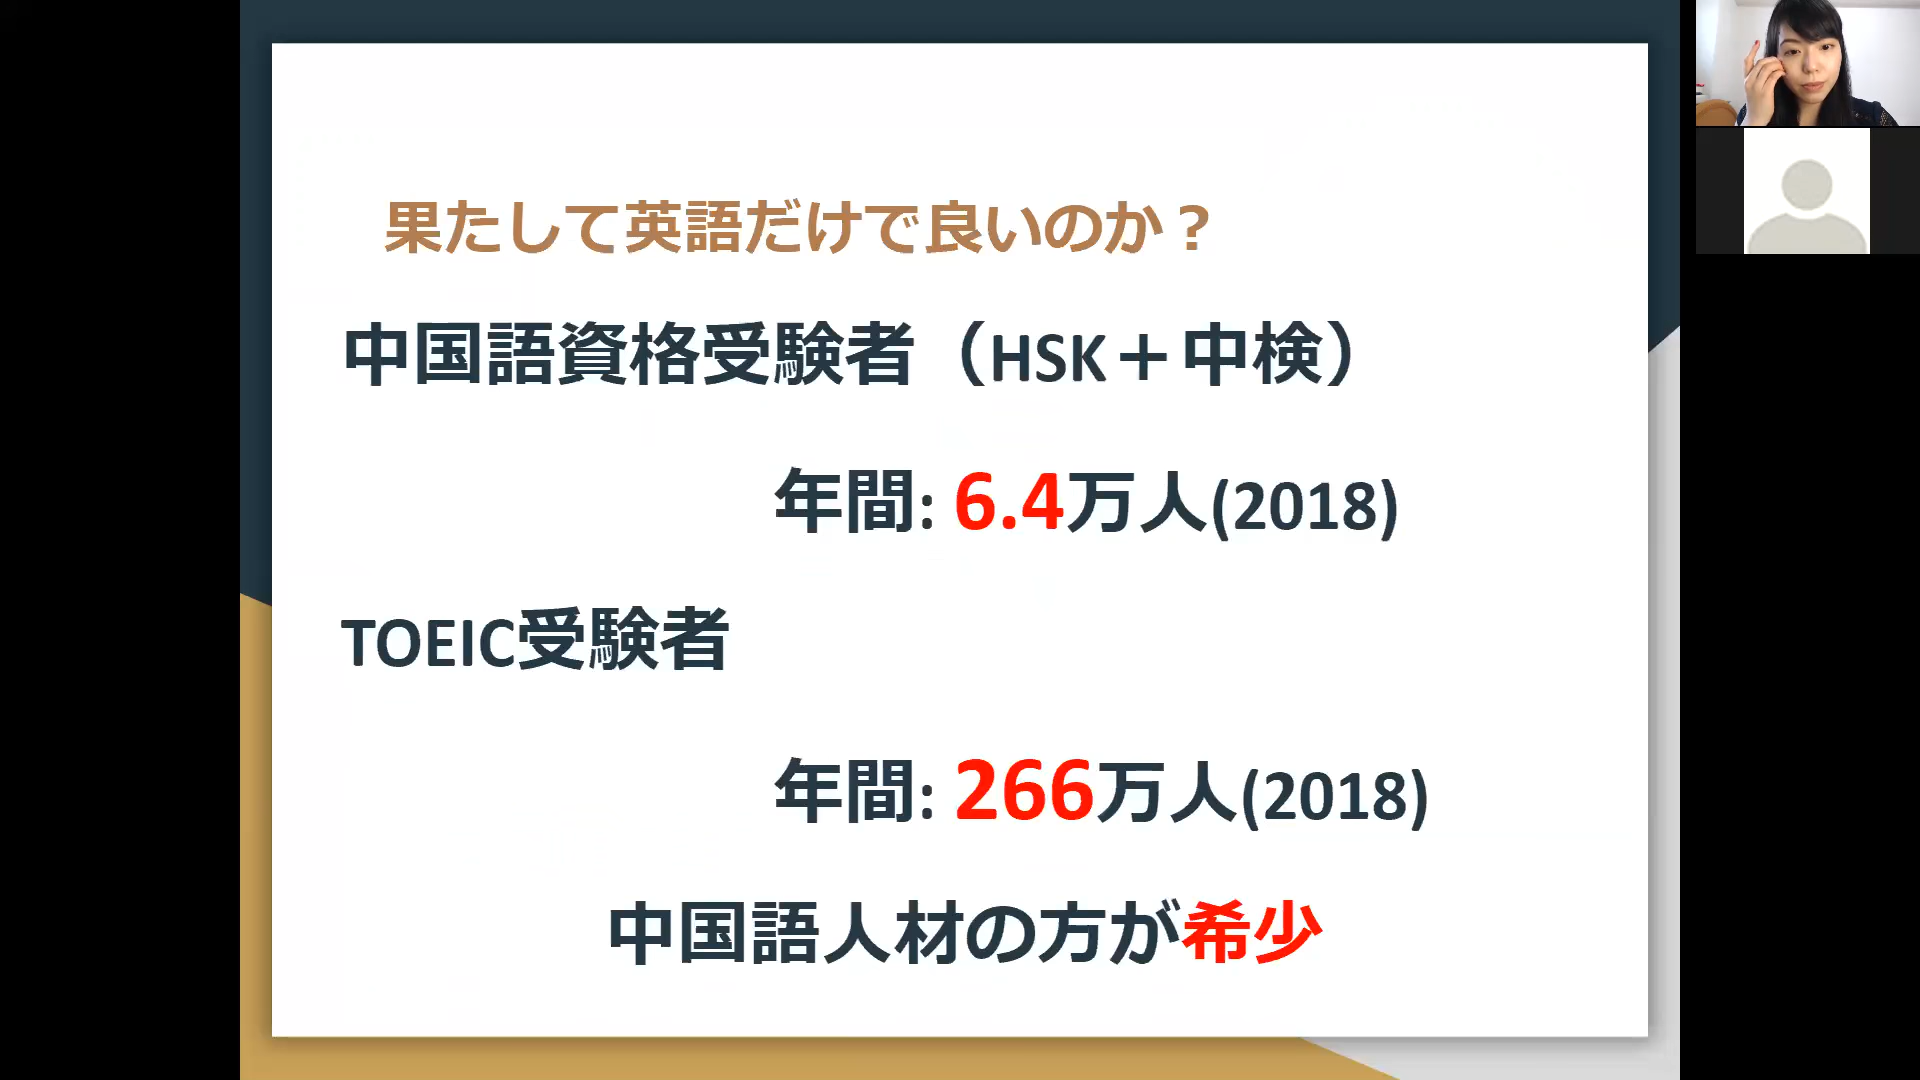 果たして英語だけで良いのか？
中国語資格受験者（HSK＋中検）
年間: 6.4万人(2018)
TOEIC受験者
年間: 266万人(2018)
中国語人材の方が希少